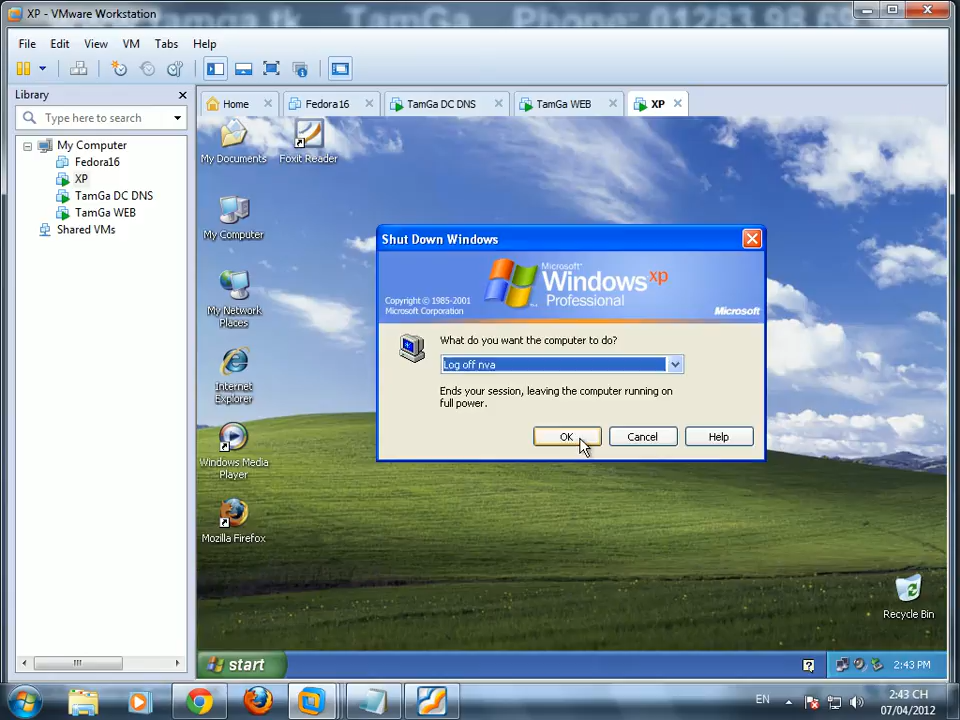 XP - VMware Workstation
File Edit View VM Tabs Help
Library
Type here to search
My Computer
Fedora16
XP
TamGa DC DNS
TamGa WEB
Shared VMs
Home
Fedora16
TamGa DC DNS
TamGa WEB
XP
My Documents
Foxit Reader
My Computer
My Network
Places
Internet
Explorer
Windows Media
Player
Mozilla Firefox
Recycle Bin
Shut Down Windows
Copyright © 1985-2001
Microsoft Corporation
Microsoft®
Windows xp
Professional
Microsoft
What do you want the computer to do?
Log off nva
Ends your session, leaving the computer running on
full power.
OK Cancel Help
start
2:43 PM
EN
2:43 CH
07/04/2012